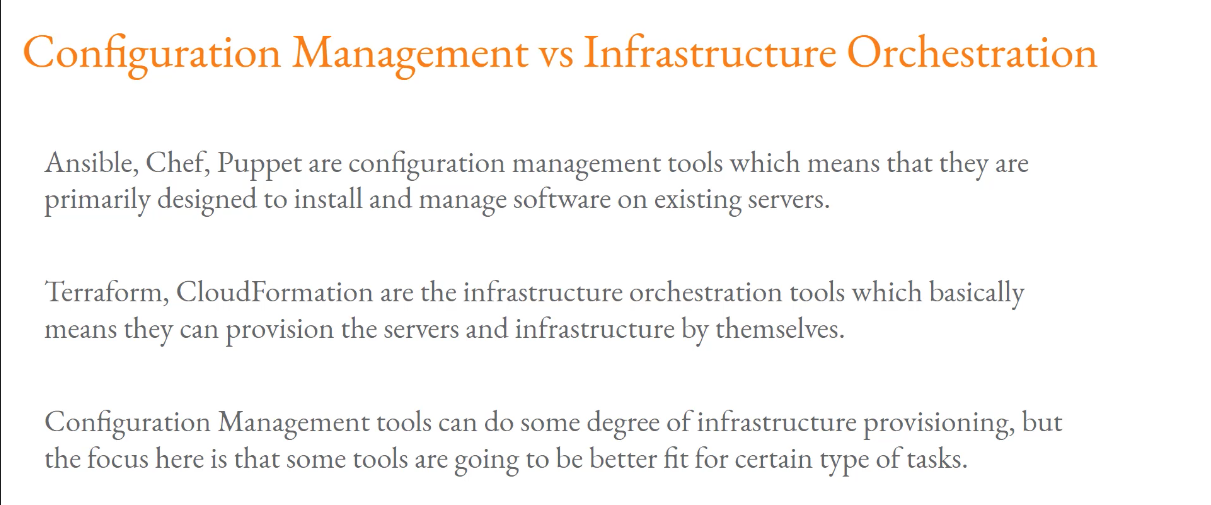 Configuration Management vs Infrastructure Orchestration
Ansible, Chef, Puppet are configuration management tools which means that they are
primarily designed to install and manage software on existing servers.
Terraform, CloudFormation are the infrastructure orchestration tools which basically
means they can provision the servers and infrastructure by themselves.
Configuration Management tools can do some degree of infrastructure provisioning, but
the focus here is that some tools are going to be better fit for certain type of tasks.